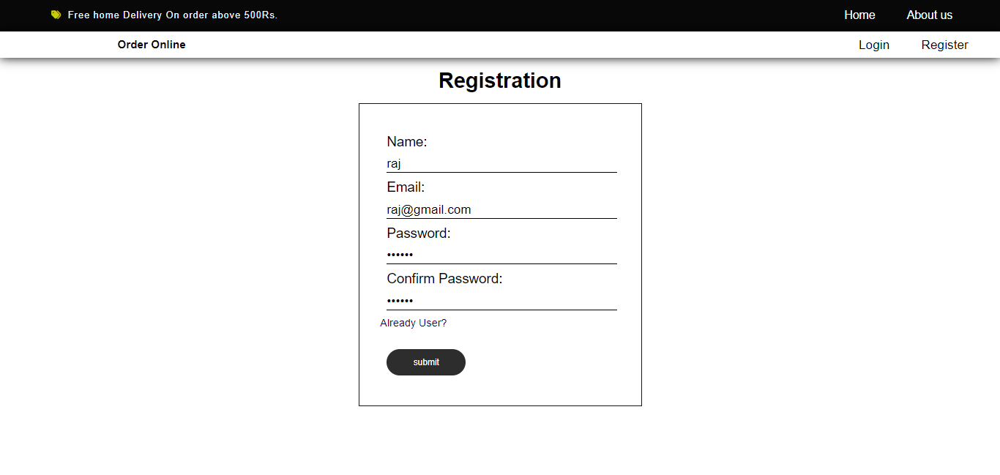 Free home Delivery On order above 500Rs. Home About us
Order Online Login Register
Registration
Name:
raj
Email:
raj@gmail.com
Password:
••••••
Confirm Password:
••••••
Already User?
submit